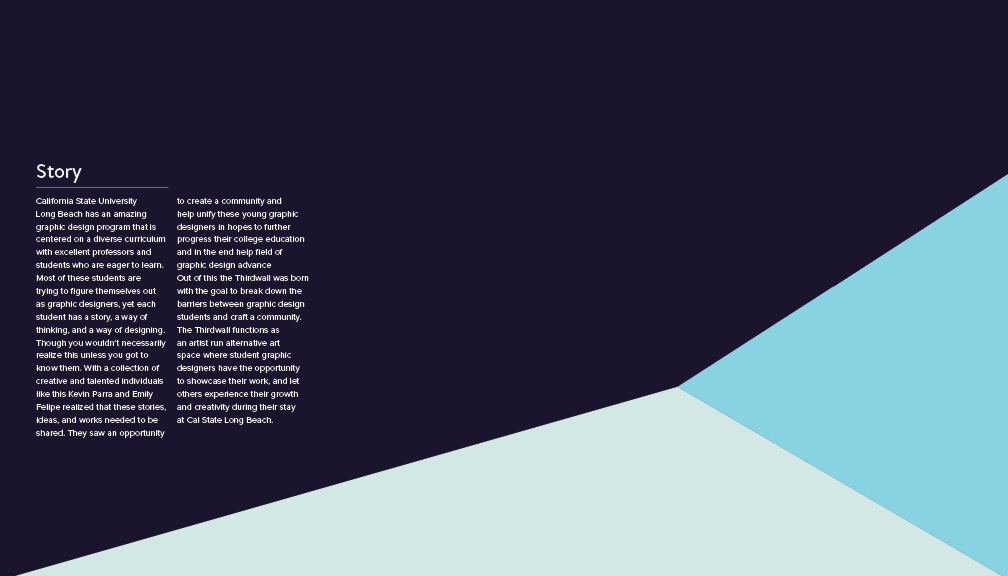 Story
California State University
Long Beach has an amazing
graphic design program that is
centered on a diverse curriculum
with excellent professors and
students who are eager to learn.
Most of these students are
trying to figure themselves out
as graphic designers, yet each
student has a story, a way of
thinking, and a way of designing.
Though you wouldn't necessarily
realize this unless you got to
know them. With a collection of
creative and talented individuals
like this Kevin Parra and Emily
Felipe realized that these stories,
ideas, and works needed to be
shared. They saw an opportunity
to create a community and
help unify these young graphic
designers in hopes to further
progress their college education
and in the end help field of
graphic design advance
Out of this the Thirdwall was born
with the goal to break down the
barriers between graphic design
students and craft a community.
The Thirdwall functions as
an artist run alternative art
space where student graphic
designers have the opportunity
to showcase their work, and let
others experience their growth
and creativity during their stay
at Cal State Long Beach.